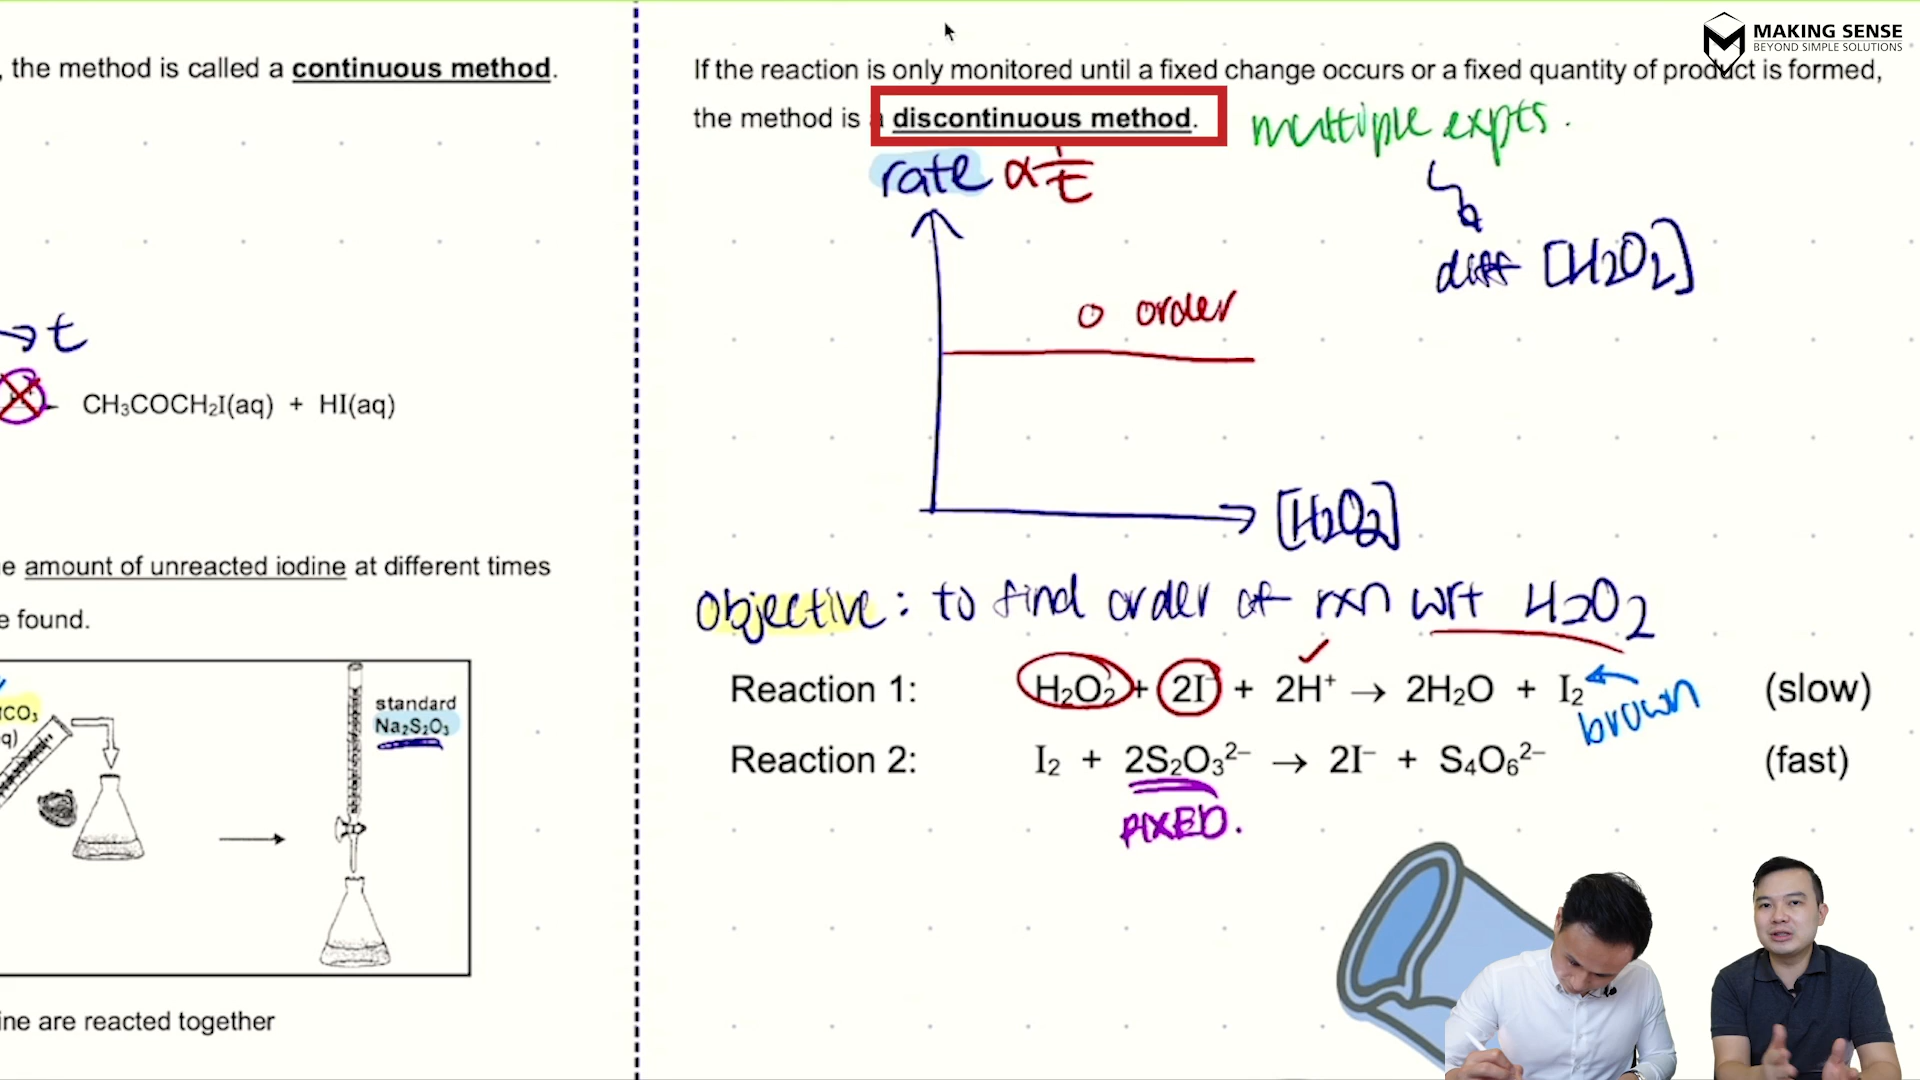 MAKING SENSE
BEYOND SIMPLE SOLUTIONS
, the method is called a continuous method.
→ t
CH₃COCH₂I(aq) + HI(aq)
e amount of unreacted iodine at different times
e found.
CO₃
q)
standard
Na₂S₂O₃
ine are reacted together
If the reaction is only monitored until a fixed change occurs or a fixed quantity of product is formed,
the method is a discontinuous method. multiple expts.
rate ∝ 1/t
diff [H2O2]
0 order
[H2O2]
Objective: to find order of rxn wrt H2O2
Reaction 1: H₂O₂ + 2I⁻ + 2H⁺ → 2H₂O + I₂ (slow)
brown
Reaction 2: I₂ + 2S₂O₃²⁻ → 2I⁻ + S₄O₆²⁻ (fast)
FIXED.